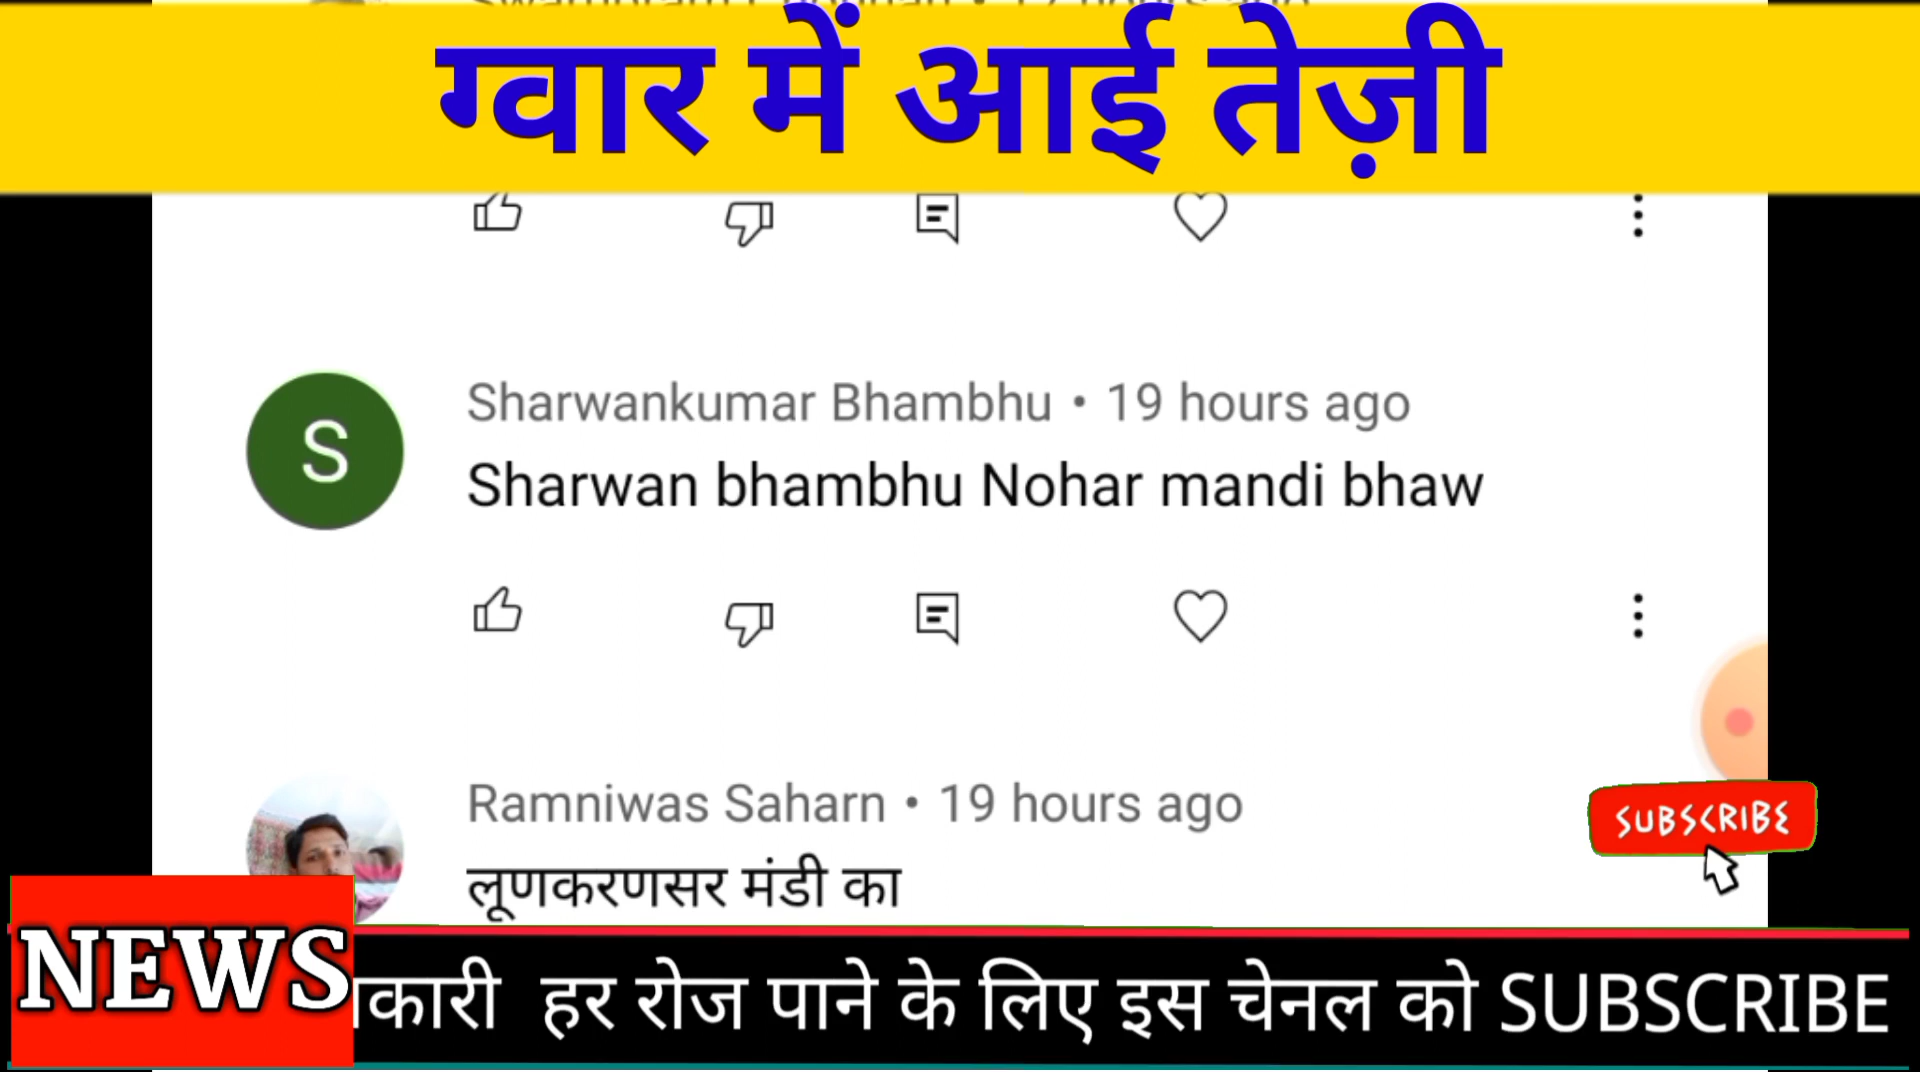 ग्वार में आई तेज़ी
S
Sharwankumar Bhambhu • 19 hours ago
Sharwan bhambhu Nohar mandi bhaw
Ramniwas Saharn • 19 hours ago
लूणकरणसर मंडी का
SUBSCRIBE
NEWS
हर रोज पाने के लिए इस चेनल को SUBSCRIBE